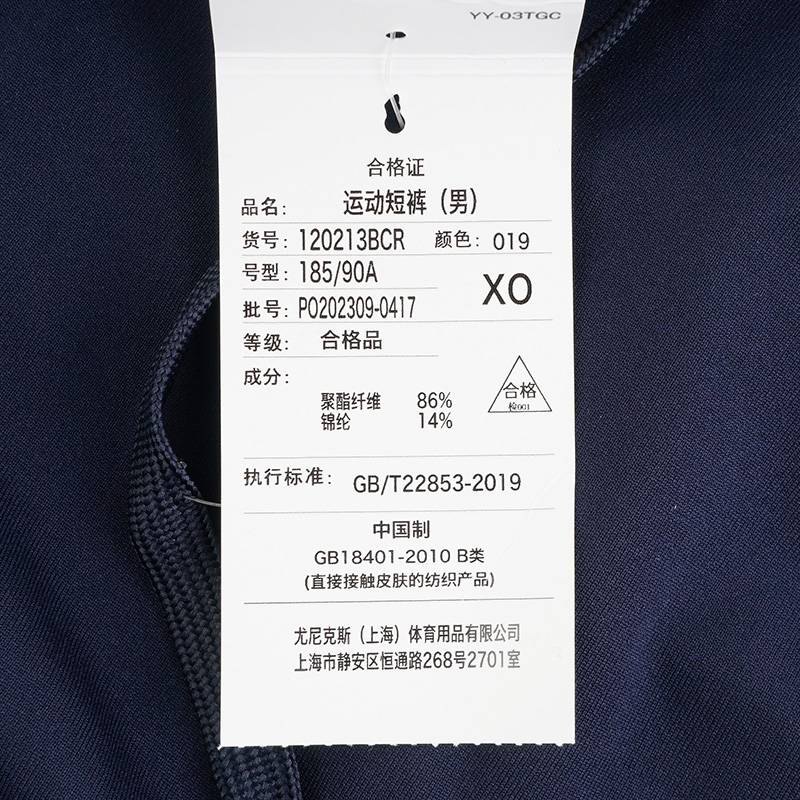 YY-03TGC
合格证
品名： 运动短裤（男）
货号：120213BCR 颜色：019
号型：185/90A
XO
批号：PO202309-0417
等级： 合格品
成分：
聚酯纤维 86%
锦纶 14%
合格
检001
执行标准： GB/T22853-2019
中国制
GB18401-2010 B类
(直接接触皮肤的纺织产品)
尤尼克斯（上海）体育用品有限公司
上海市静安区恒通路268号2701室